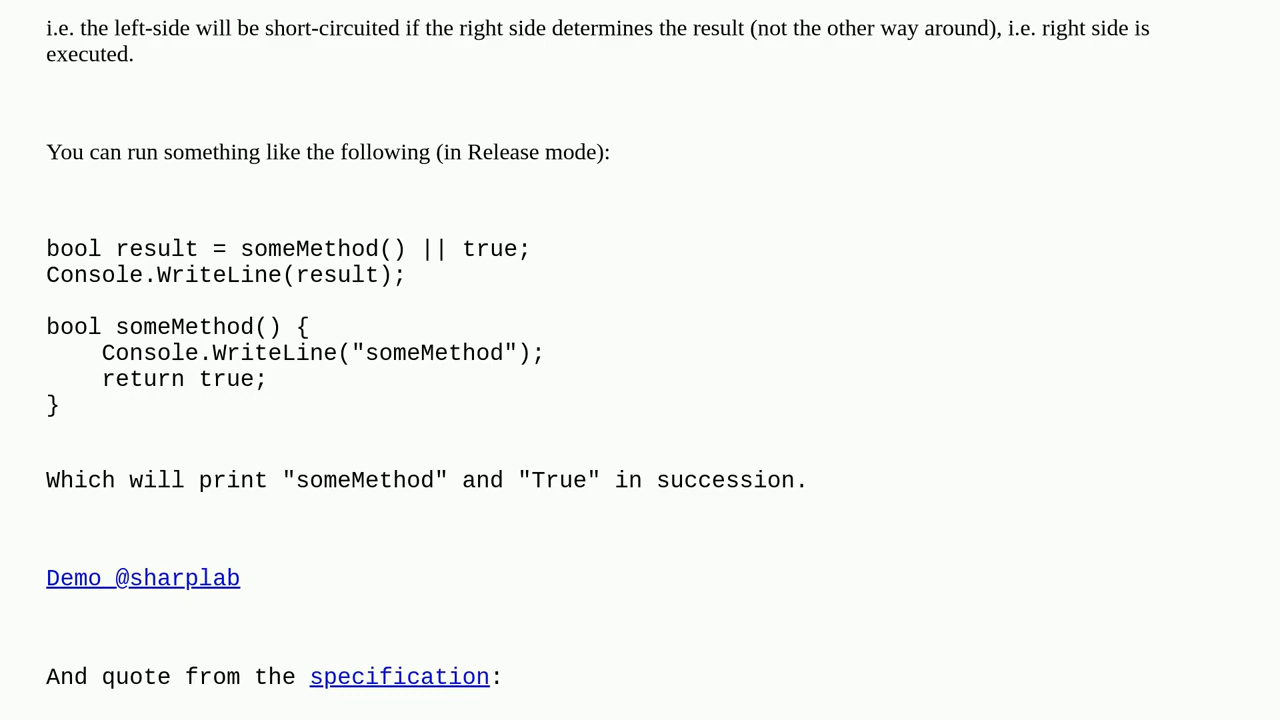 i.e. the left-side will be short-circuited if the right side determines the result (not the other way around), i.e. right side is
executed.
You can run something like the following (in Release mode):
bool result = someMethod() || true;
Console.WriteLine(result);
bool someMethod() {
    Console.WriteLine("someMethod");
    return true;
}
Which will print "someMethod" and "True" in succession.
Demo @sharplab
And quote from the specification: